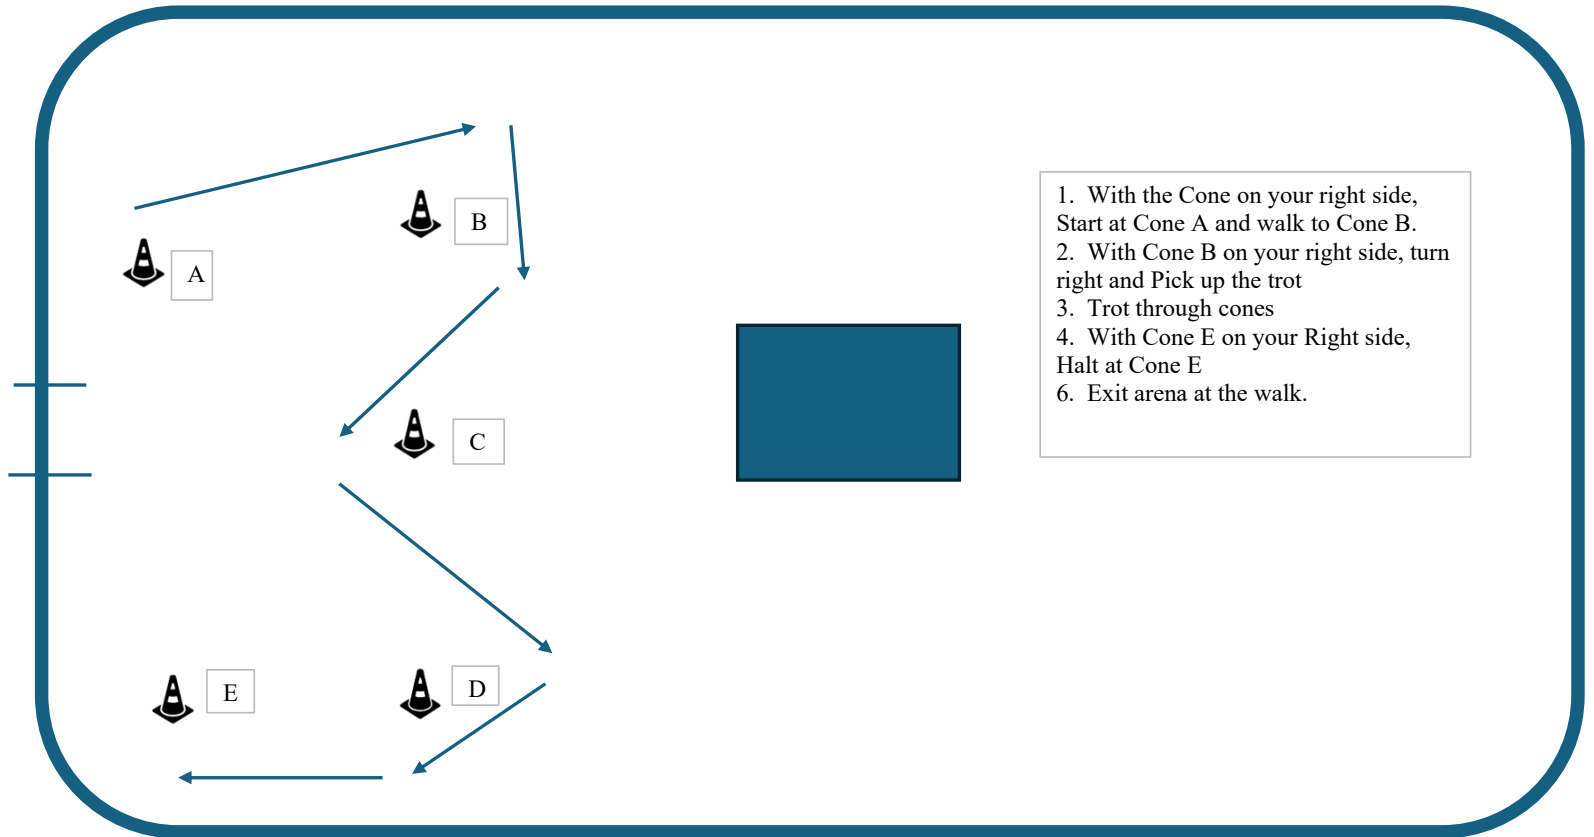 A
B
C
D
E
1. With the Cone on your right side,
Start at Cone A and walk to Cone B.
2. With Cone B on your right side, turn
right and Pick up the trot
3. Trot through cones
4. With Cone E on your Right side,
Halt at Cone E
6. Exit arena at the walk.